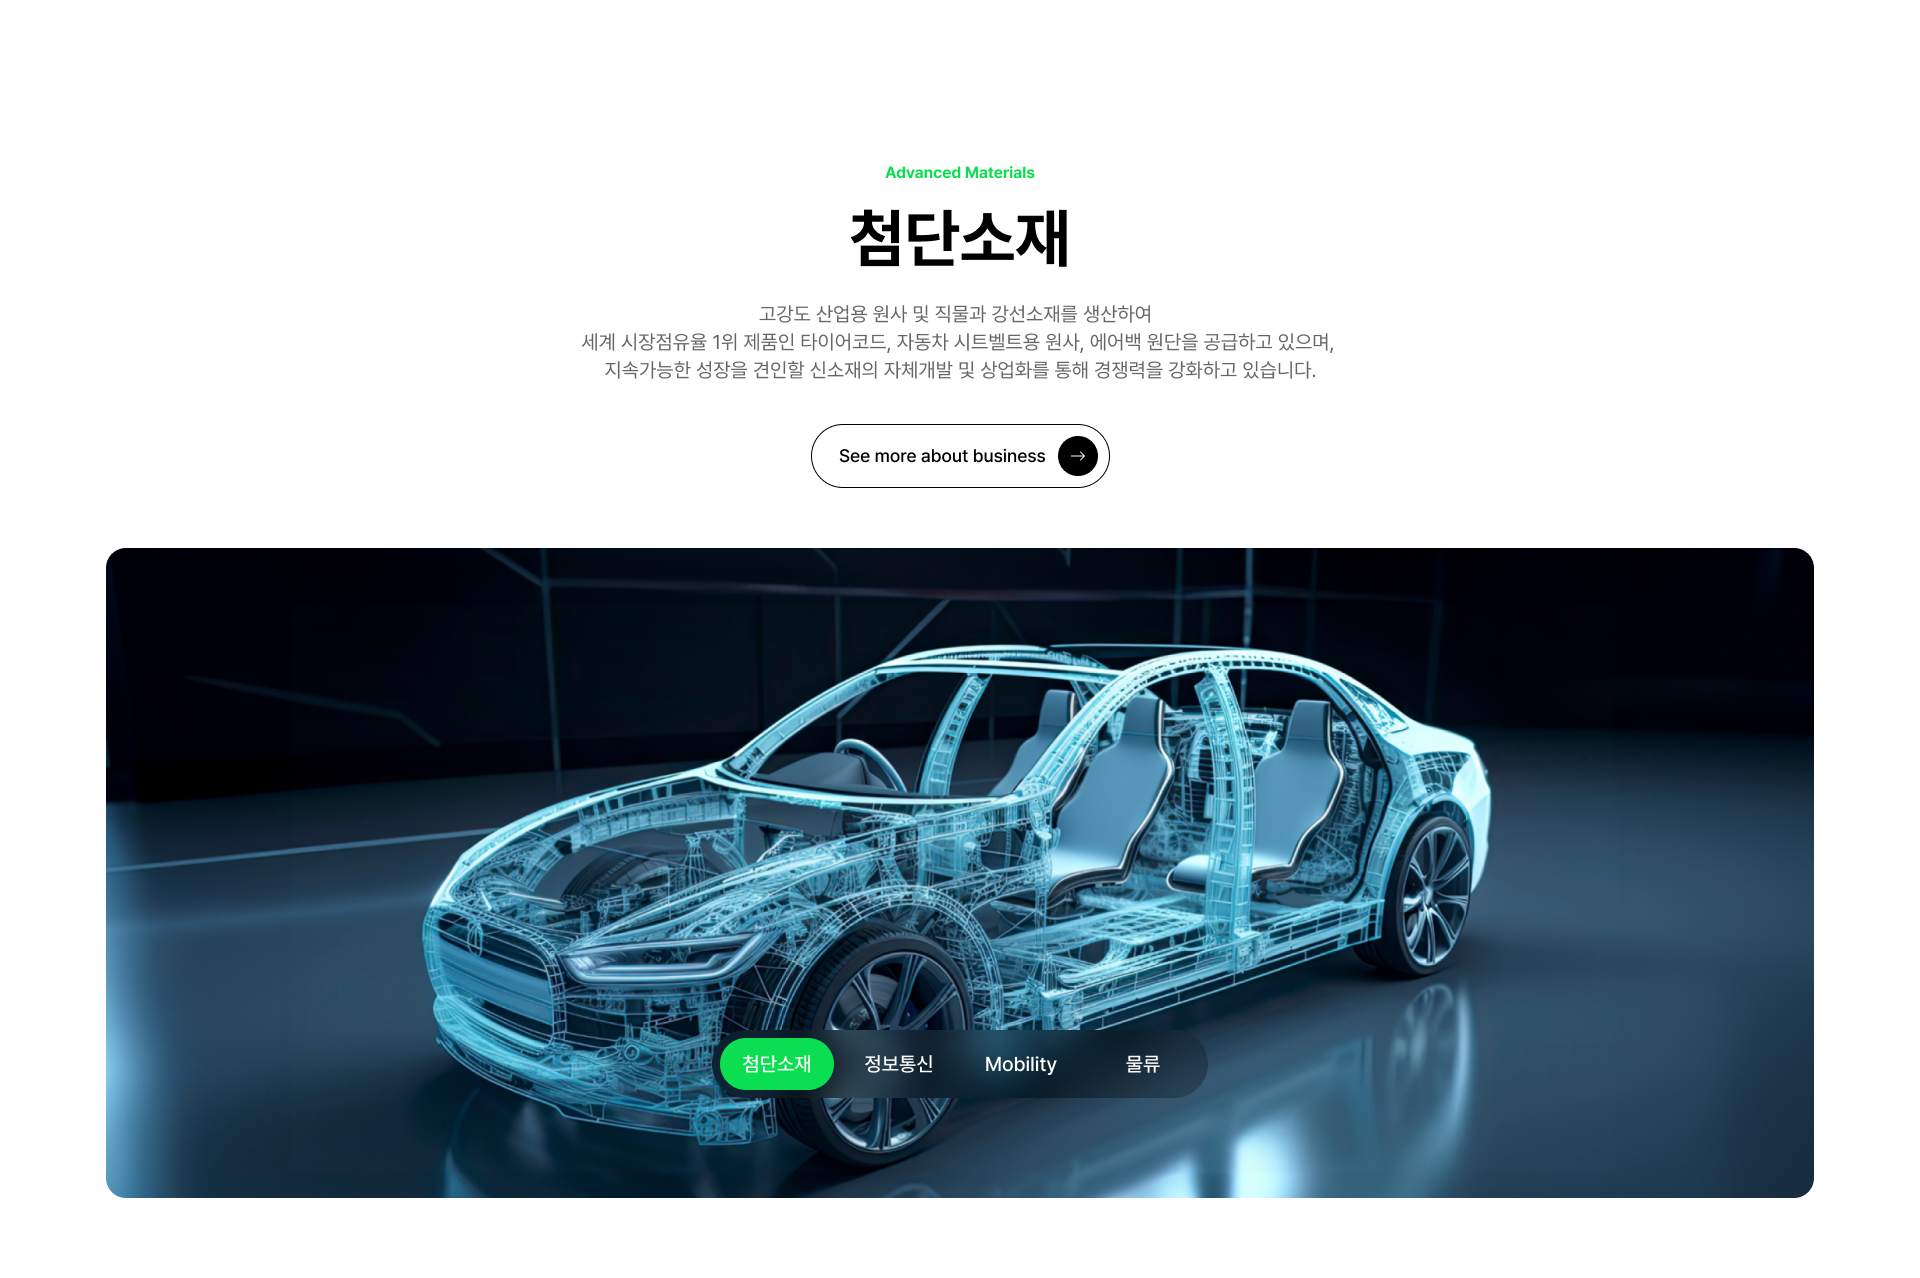 Advanced Materials
첨단소재
고강도 산업용 원사 및 직물과 강선소재를 생산하여
세계 시장점유율 1위 제품인 타이어코드, 자동차 시트벨트용 원사, 에어백 원단을 공급하고 있으며,
지속가능한 성장을 견인할 신소재의 자체개발 및 상업화를 통해 경쟁력을 강화하고 있습니다.
See more about business
첨단소재 정보통신 Mobility 물류